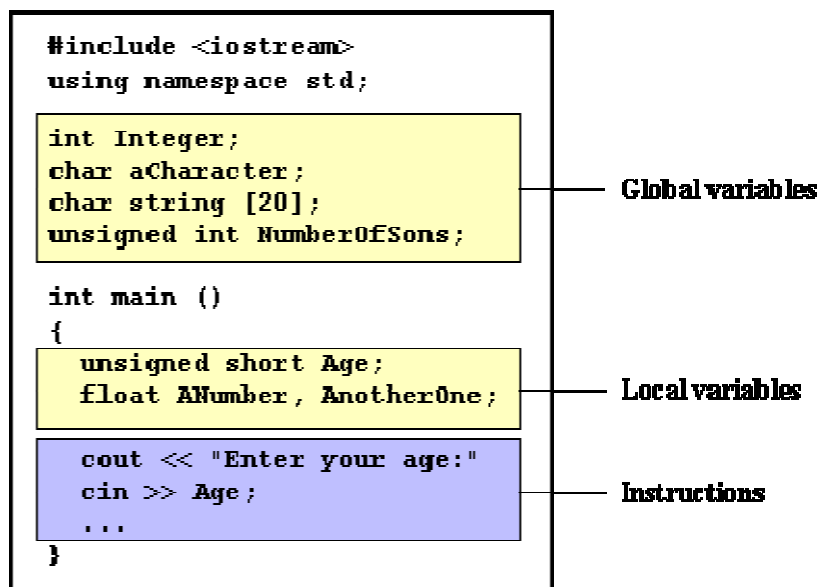 #include <iostream>
using namespace std;
int Integer;
char aCharacter;
char string [20];
unsigned int NumberOfSons;
Global variables
int main ()
{
unsigned short Age;
float ANumber, AnotherOne;
Local variables
cout << "Enter your age:"
cin >> Age;
...
Instructions
}